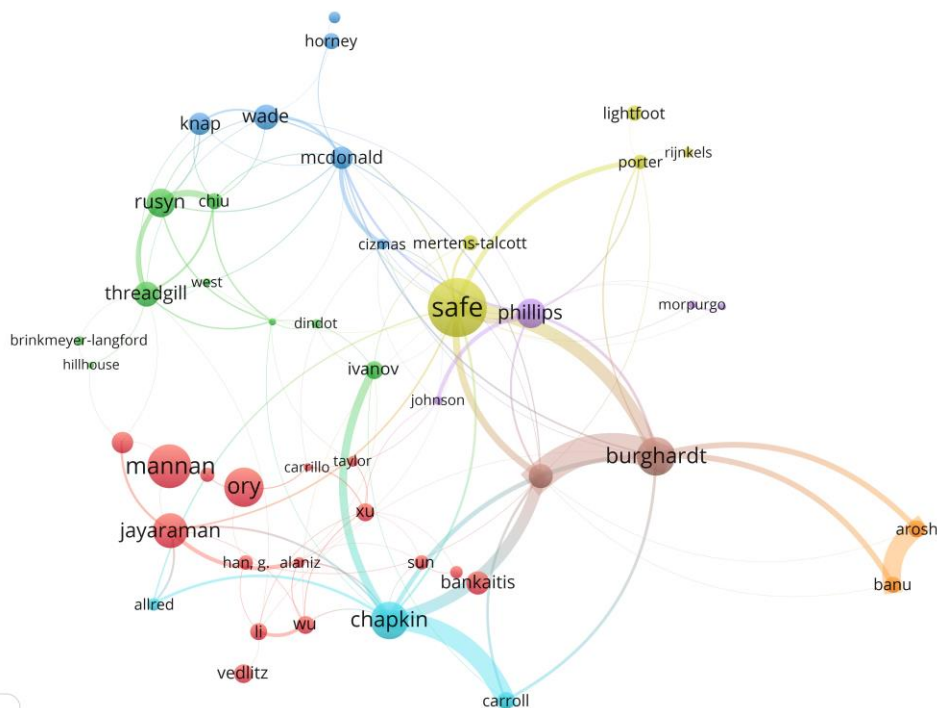 horney
lightfoot
wade
knap
rijnkels
mcdonald
porter
rusyn
chiu
cizmas
mertens-talcott
west
threadgill
safe
morpurgo
phillips
dindot
brinkmeyer-langford
hillhouse
ivanov
johnson
burghardt
mannan
carrillo
taylor
ory
xu
arosh
jayaraman
han. g.
alaniz
sun
bankaitis
banu
allred
chapkin
li
wu
vedlitz
carroll